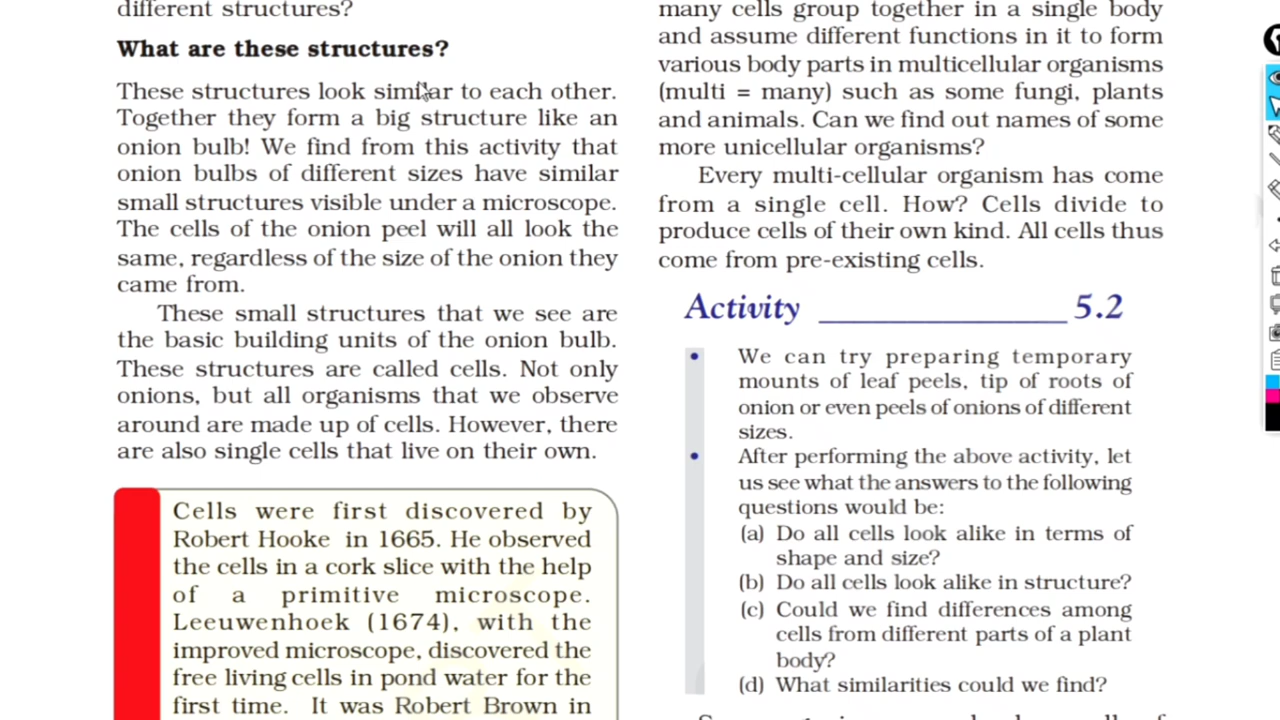 different structures?
What are these structures?
These structures look similar to each other.
Together they form a big structure like an
onion bulb! We find from this activity that
onion bulbs of different sizes have similar
small structures visible under a microscope.
The cells of the onion peel will all look the
same, regardless of the size of the onion they
came from.
These small structures that we see are
the basic building units of the onion bulb.
These structures are called cells. Not only
onions, but all organisms that we observe
around are made up of cells. However, there
are also single cells that live on their own.
Cells were first discovered by
Robert Hooke in 1665. He observed
the cells in a cork slice with the help
of a primitive microscope.
Leeuwenhoek (1674), with the
improved microscope, discovered the
free living cells in pond water for the
first time. It was Robert Brown in
many cells group together in a single body
and assume different functions in it to form
various body parts in multicellular organisms
(multi = many) such as some fungi, plants
and animals. Can we find out names of some
more unicellular organisms?
Every multi-cellular organism has come
from a single cell. How? Cells divide to
produce cells of their own kind. All cells thus
come from pre-existing cells.
Activity ______________ 5.2
• We can try preparing temporary
mounts of leaf peels, tip of roots of
onion or even peels of onions of different
sizes.
• After performing the above activity, let
us see what the answers to the following
questions would be:
(a) Do all cells look alike in terms of
shape and size?
(b) Do all cells look alike in structure?
(c) Could we find differences among
cells from different parts of a plant
body?
(d) What similarities could we find?